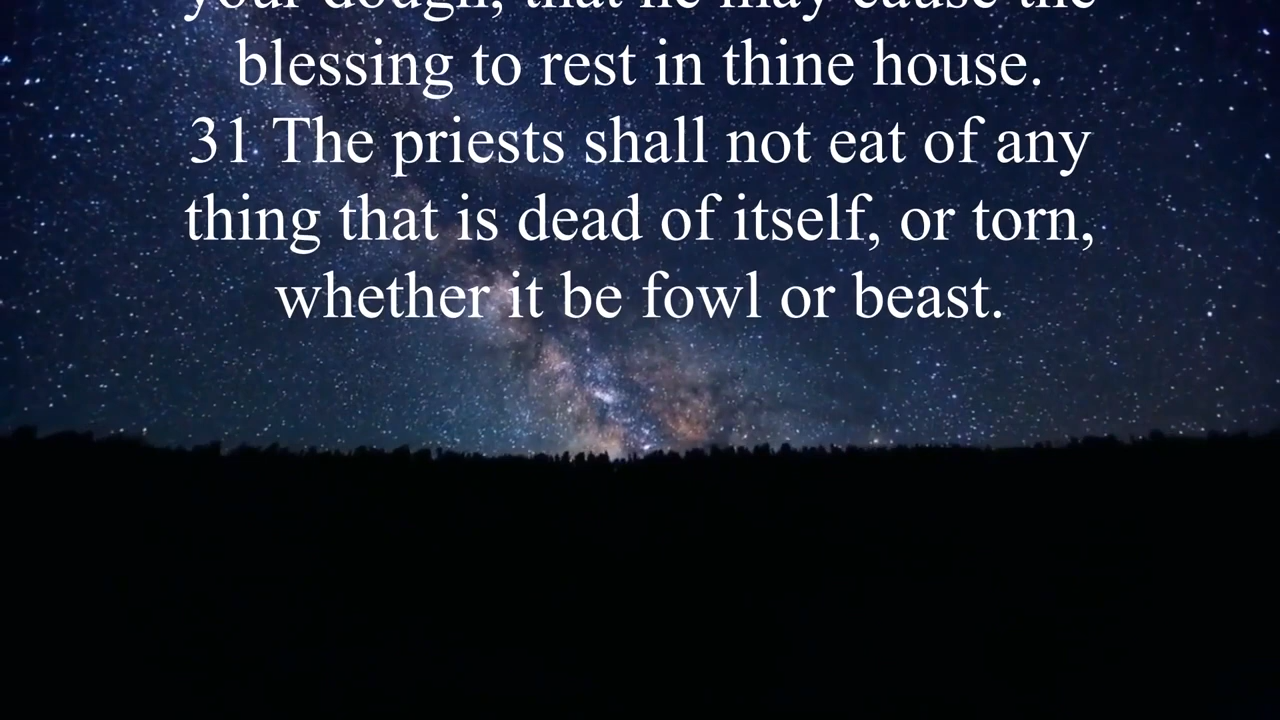 your dough, that he may cause the
blessing to rest in thine house.
31 The priests shall not eat of any
thing that is dead of itself, or torn,
whether it be fowl or beast.